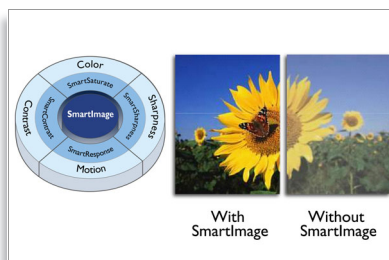 Color
SmartSaturate
Contrast
SmartContrast
SmartImage
SmartSharpness
Sharpness
SmartResponse
Motion
With
SmartImage
Without
SmartImage